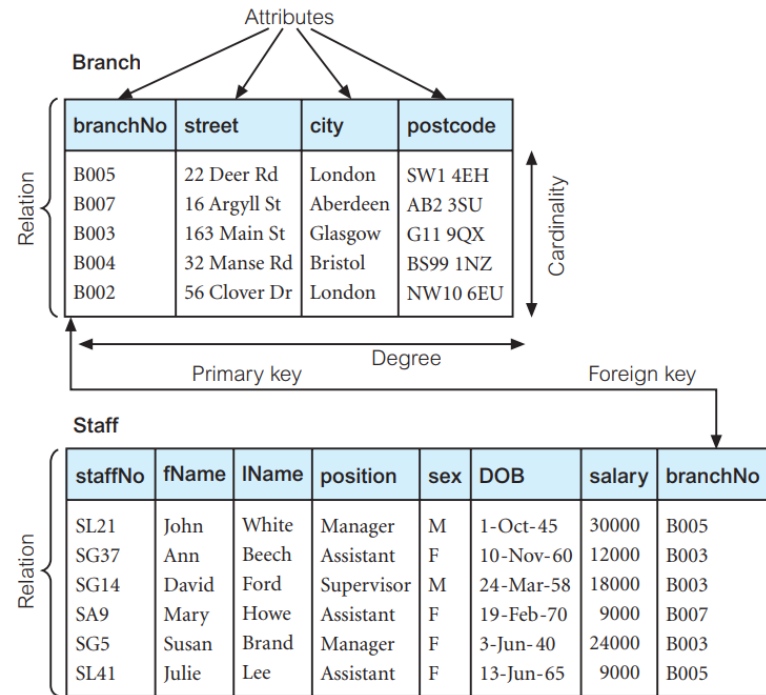 Attributes
Branch
branchNo street city postcode
B005 22 Deer Rd London SW1 4EH
B007 16 Argyll St Aberdeen AB2 3SU
B003 163 Main St Glasgow G11 9QX
B004 32 Manse Rd Bristol BS99 1NZ
B002 56 Clover Dr London NW10 6EU
Relation
Cardinality
Degree
Primary key Foreign key
Staff
staffNo fName lName position sex DOB salary branchNo
SL21 John White Manager M 1-Oct-45 30000 B005
SG37 Ann Beech Assistant F 10-Nov-60 12000 B003
SG14 David Ford Supervisor M 24-Mar-58 18000 B003
SA9 Mary Howe Assistant F 19-Feb-70 9000 B007
SG5 Susan Brand Manager F 3-Jun-40 24000 B003
SL41 Julie Lee Assistant F 13-Jun-65 9000 B005
Relation